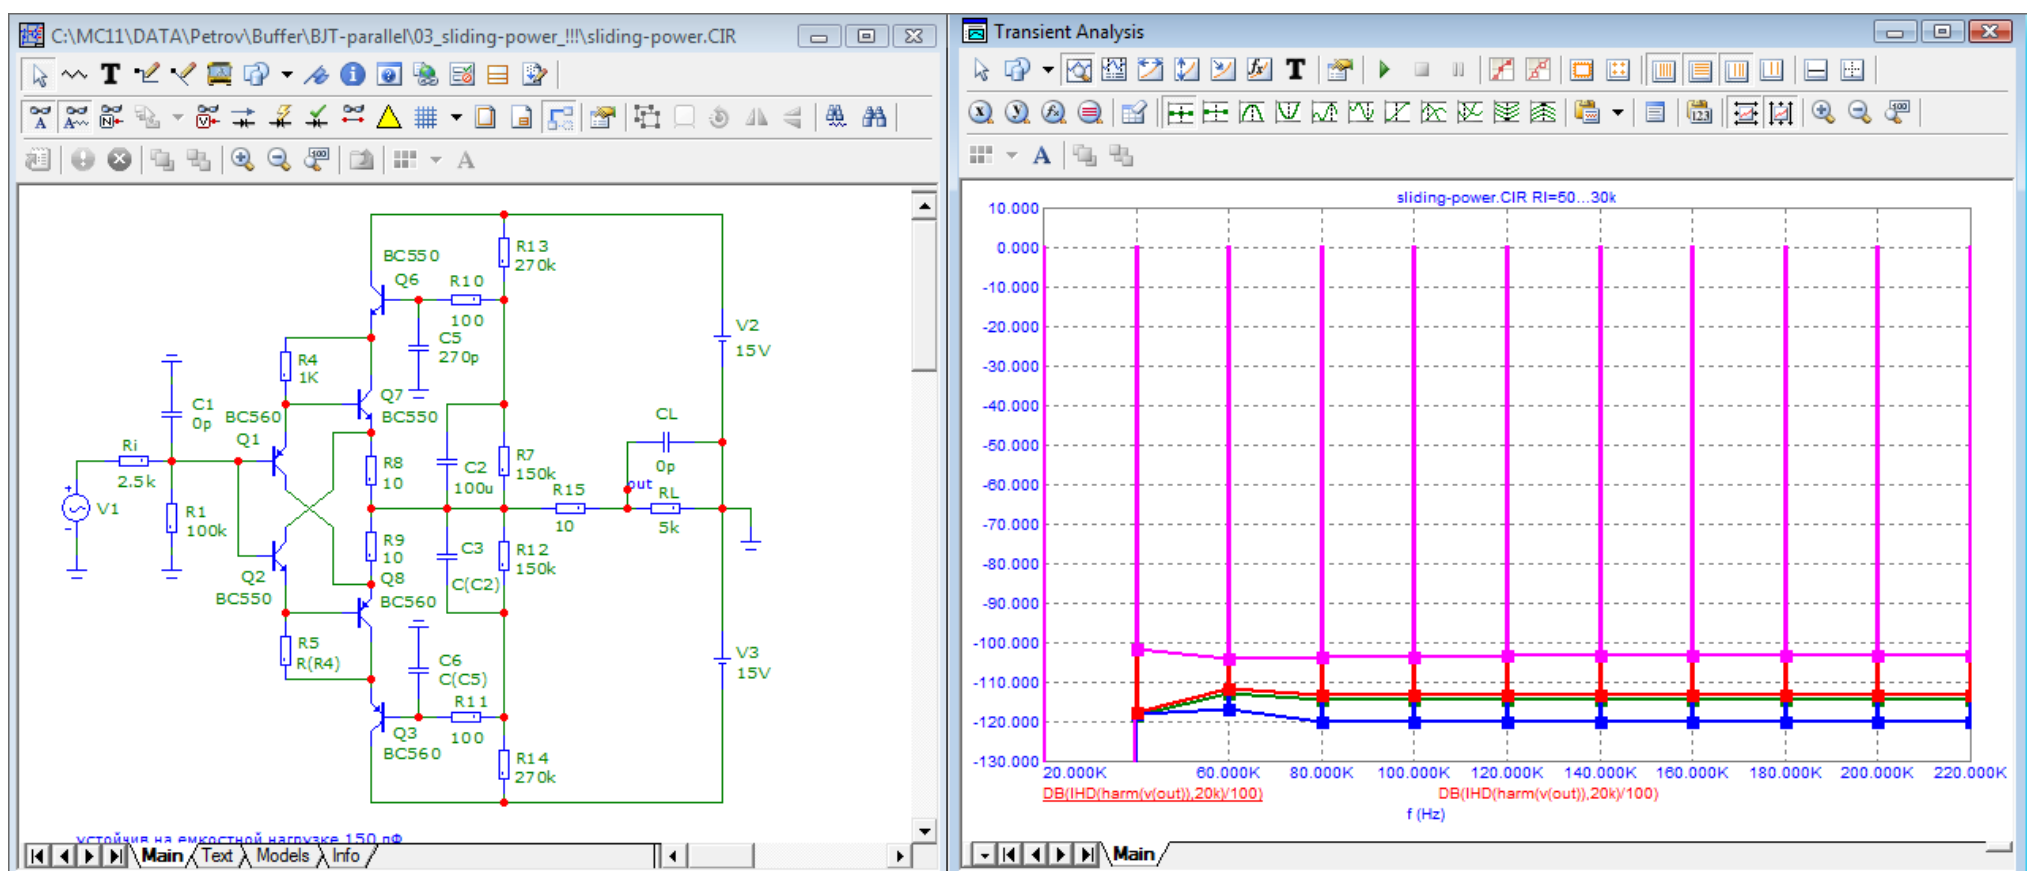 C:\MC11\DATA\Petrov\Buffer\BJT-parallel\03_sliding-power_!!!\sliding-power.CIR
BC550
Q6
R13
270k
R10
100
C5
270p
V2
15V
R4
1K
C1
0p
BC560
Q1
Q7
BC550
Ri
2.5k
V1
R1
100k
R8
10
C2
100u
R7
150k
R15
10
CL
0p
out
RL
5k
R9
10
C3
C(C2)
R12
150k
Q2
BC550
Q8
BC560
R5
R(R4)
C6
C(C5)
R11
100
Q3
BC560
R14
270k
V3
15V
устойчив на емкостной нагрузке 150 пФ
Main
Text
Models
Info
Transient Analysis
sliding-power.CIR RI=50...30k
10.000
0.000
-10.000
-20.000
-30.000
-40.000
-50.000
-60.000
-70.000
-80.000
-90.000
-100.000
-110.000
-120.000
-130.000
20.000K
60.000K
80.000K
100.000K
120.000K
140.000K
160.000K
180.000K
200.000K
220.000K
DB(IHD(harm(v(out)),20k)/100)
DB(IHD(harm(v(out)),20k)/100)
f (Hz)
Main